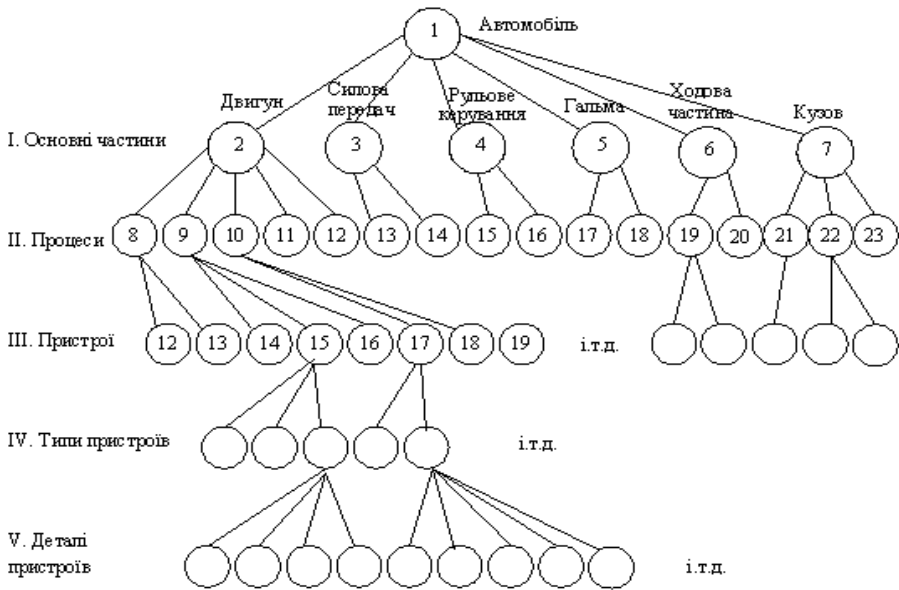 1 Автомобіль
Двигун
Силова
передач
Рульове
керування
Гальма
Ходова
частина
Кузов
І. Основні частини
2 3 4 5 6 7
ІІ. Процеси
8 9 10 11 12 13 14 15 16 17 18 19 20 21 22 23
ІІІ. Пристрої
12 13 14 15 16 17 18 19 і.т.д.
IV. Типи пристроїв і.т.д.
V. Деталі
пристроїв
і.т.д.